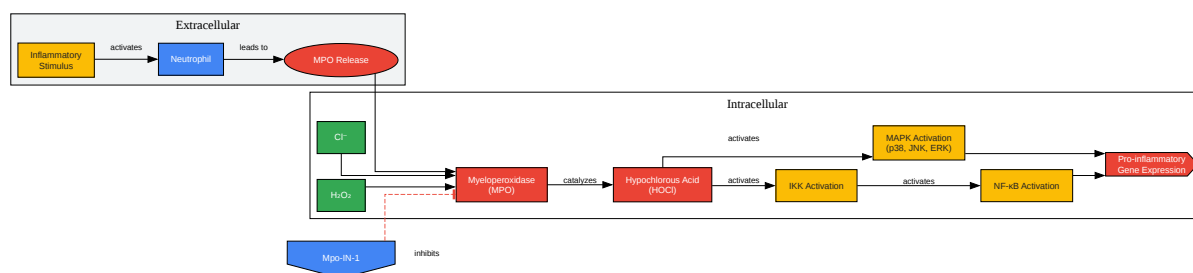 Extracellular
Inflammatory
Stimulus
activates
Neutrophil
leads to
MPO Release
Intracellular
Cl⁻
H₂O₂
Myeloperoxidase
(MPO)
catalyzes
Hypochlorous Acid
(HOCl)
activates
MAPK Activation
(p38, JNK, ERK)
activates
IKK Activation
activates
NF-κB Activation
Pro-inflammatory
Gene Expression
Mpo-IN-1
inhibits